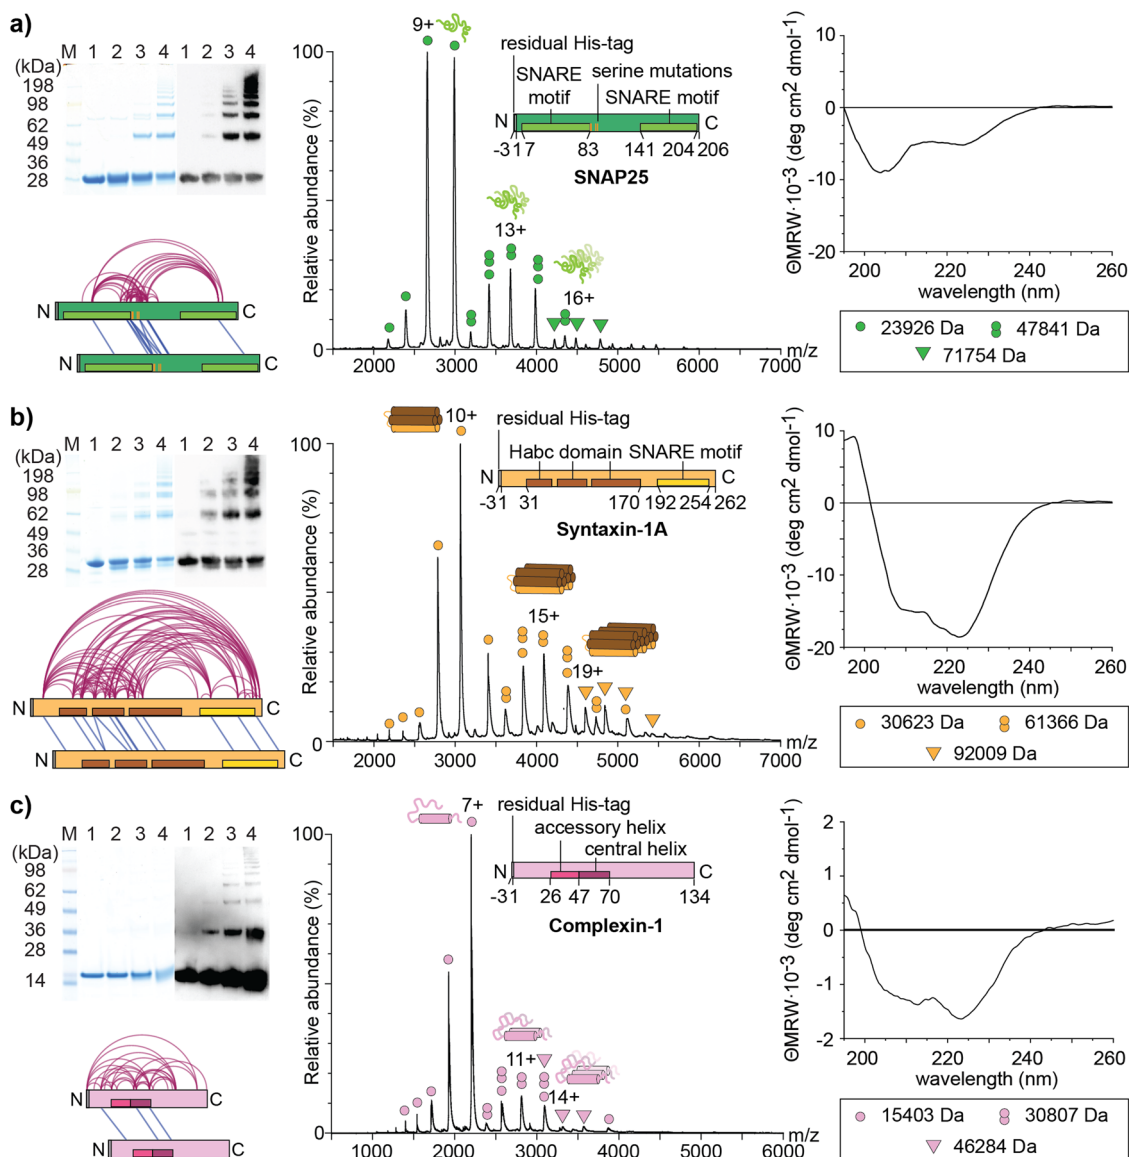 a)
M 1 2 3 4 1 2 3 4
(kDa)
198
98
62
49
36
28
N C
N C
Relative abundance (%)
100
0
2000 3000 4000 5000 6000 7000 m/z
9+
13+
16+
residual His-tag
SNARE motif
serine mutations
SNARE motif
N C
-31 7 83 141 204 206
SNAP25
ΘMRW·10-3 (deg cm2 dmol-1)
10
0
-10
-20
200 220 240 260
wavelength (nm)
23926 Da 47841 Da
71754 Da
b)
M 1 2 3 4 1 2 3 4
(kDa)
198
98
62
49
36
28
N C
N C
Relative abundance (%)
100
0
2000 3000 4000 5000 6000 7000 m/z
10+
15+
19+
residual His-tag
Habc domain SNARE motif
N C
-31 31 170 192 254 262
Syntaxin-1A
ΘMRW·10-3 (deg cm2 dmol-1)
10
0
-10
-20
200 220 240 260
wavelength (nm)
30623 Da 61366 Da
92009 Da
c)
M 1 2 3 4 1 2 3 4
(kDa)
98
62
49
36
28
14
N C
N C
Relative abundance (%)
100
0
1000 2000 3000 4000 5000 6000 m/z
7+
11+
14+
residual His-tag
accessory helix
central helix
N C
-31 26 47 70 134
Complexin-1
ΘMRW·10-3 (deg cm2 dmol-1)
2
1
0
-1
-2
200 220 240 260
wavelength (nm)
15403 Da 30807 Da
46284 Da